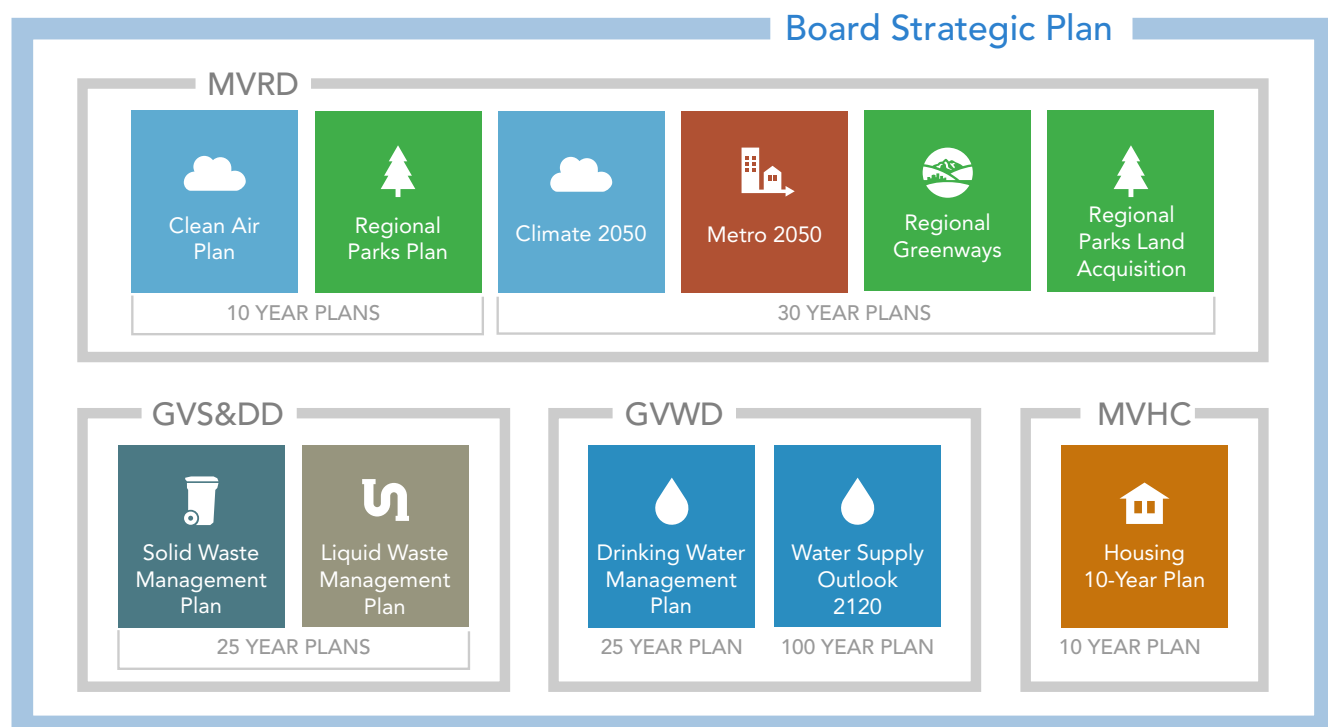 Board Strategic Plan
MVRD
Clean Air
Plan
Regional
Parks Plan
Climate 2050
Metro 2050
Regional
Greenways
Regional
Parks Land
Acquisition
10 YEAR PLANS
30 YEAR PLANS
GVS&DD
Solid Waste
Management
Plan
Liquid Waste
Management
Plan
25 YEAR PLANS
GVWD
Drinking Water
Management
Plan
Water Supply
Outlook
2120
25 YEAR PLAN
100 YEAR PLAN
MVHC
Housing
10-Year Plan
10 YEAR PLAN